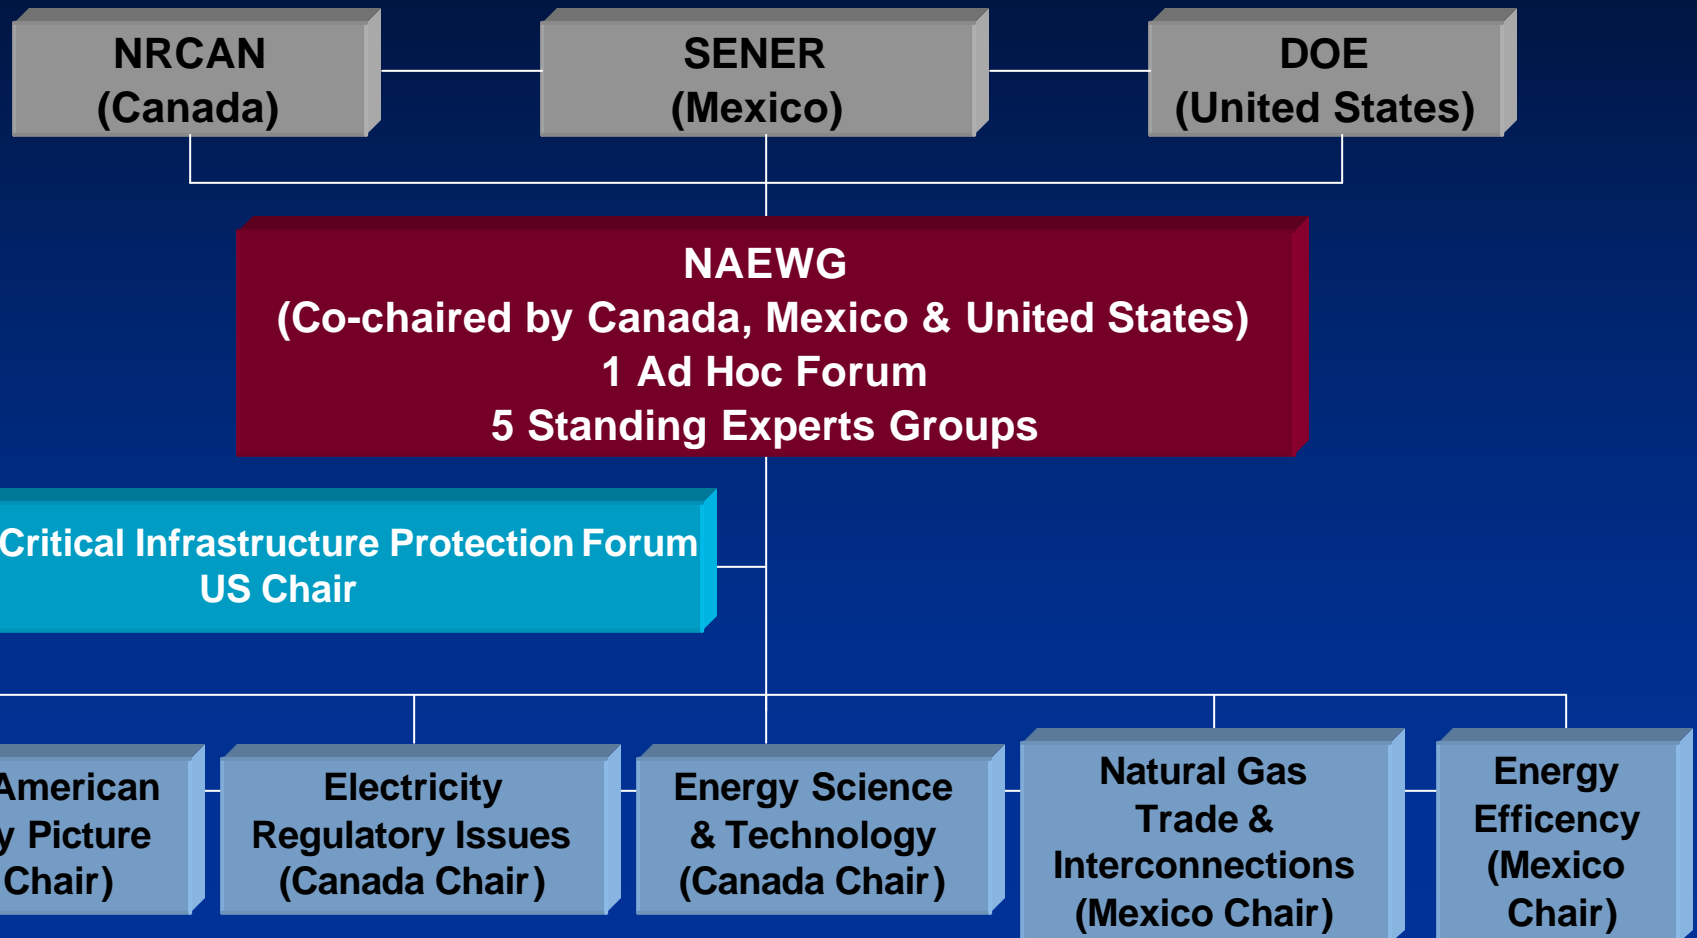 NRCAN
(Canada)
SENER
(Mexico)
DOE
(United States)
NAEWG
(Co-chaired by Canada, Mexico & United States)
1 Ad Hoc Forum
5 Standing Experts Groups
Critical Infrastructure Protection Forum
US Chair
American
Picture
Chair)
Electricity
Regulatory Issues
(Canada Chair)
Energy Science
& Technology
(Canada Chair)
Natural Gas
Trade &
Interconnections
(Mexico Chair)
Energy
Efficency
(Mexico
Chair)